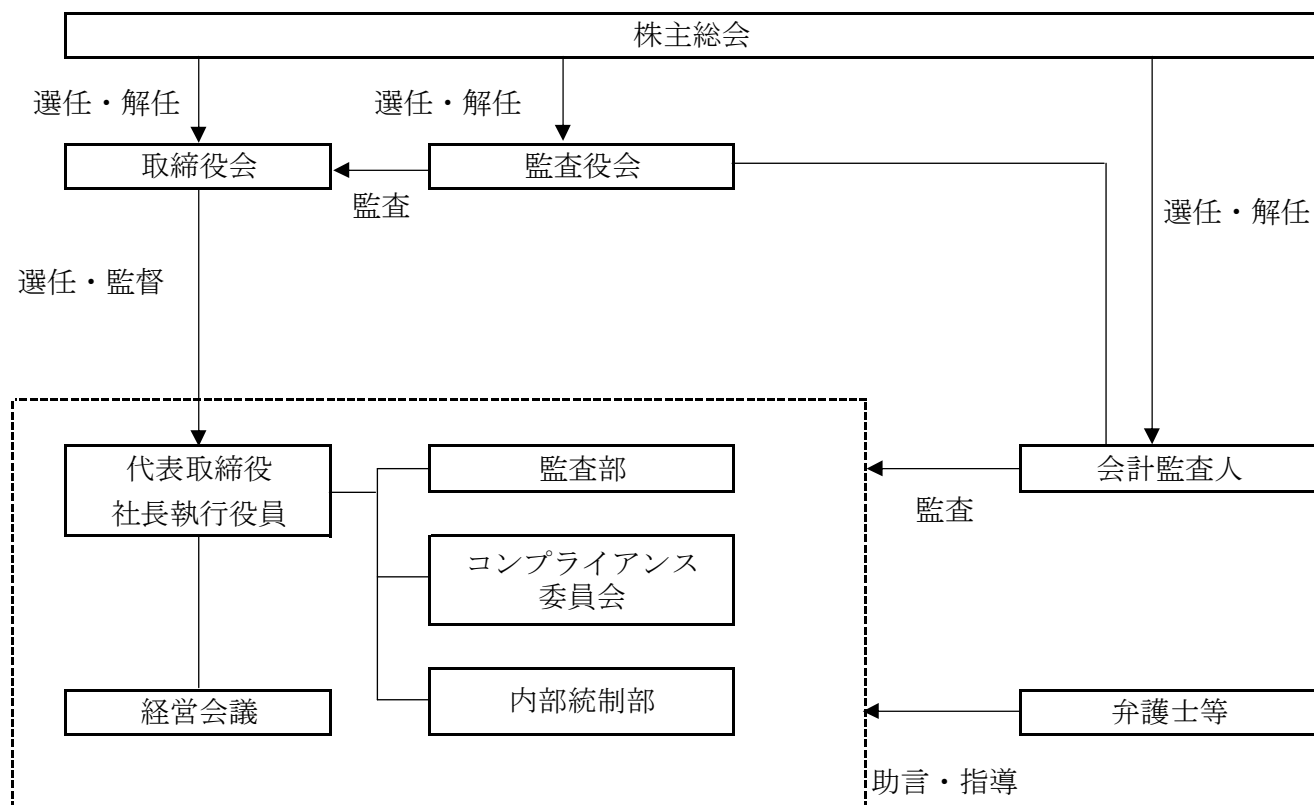 株主総会
選任・解任
選任・解任
取締役会
監査役会
監査
選任・解任
選任・監督
代表取締役
社長執行役員
監査部
会計監査人
監査
コンプライアンス
委員会
経営会議
内部統制部
弁護士等
助言・指導